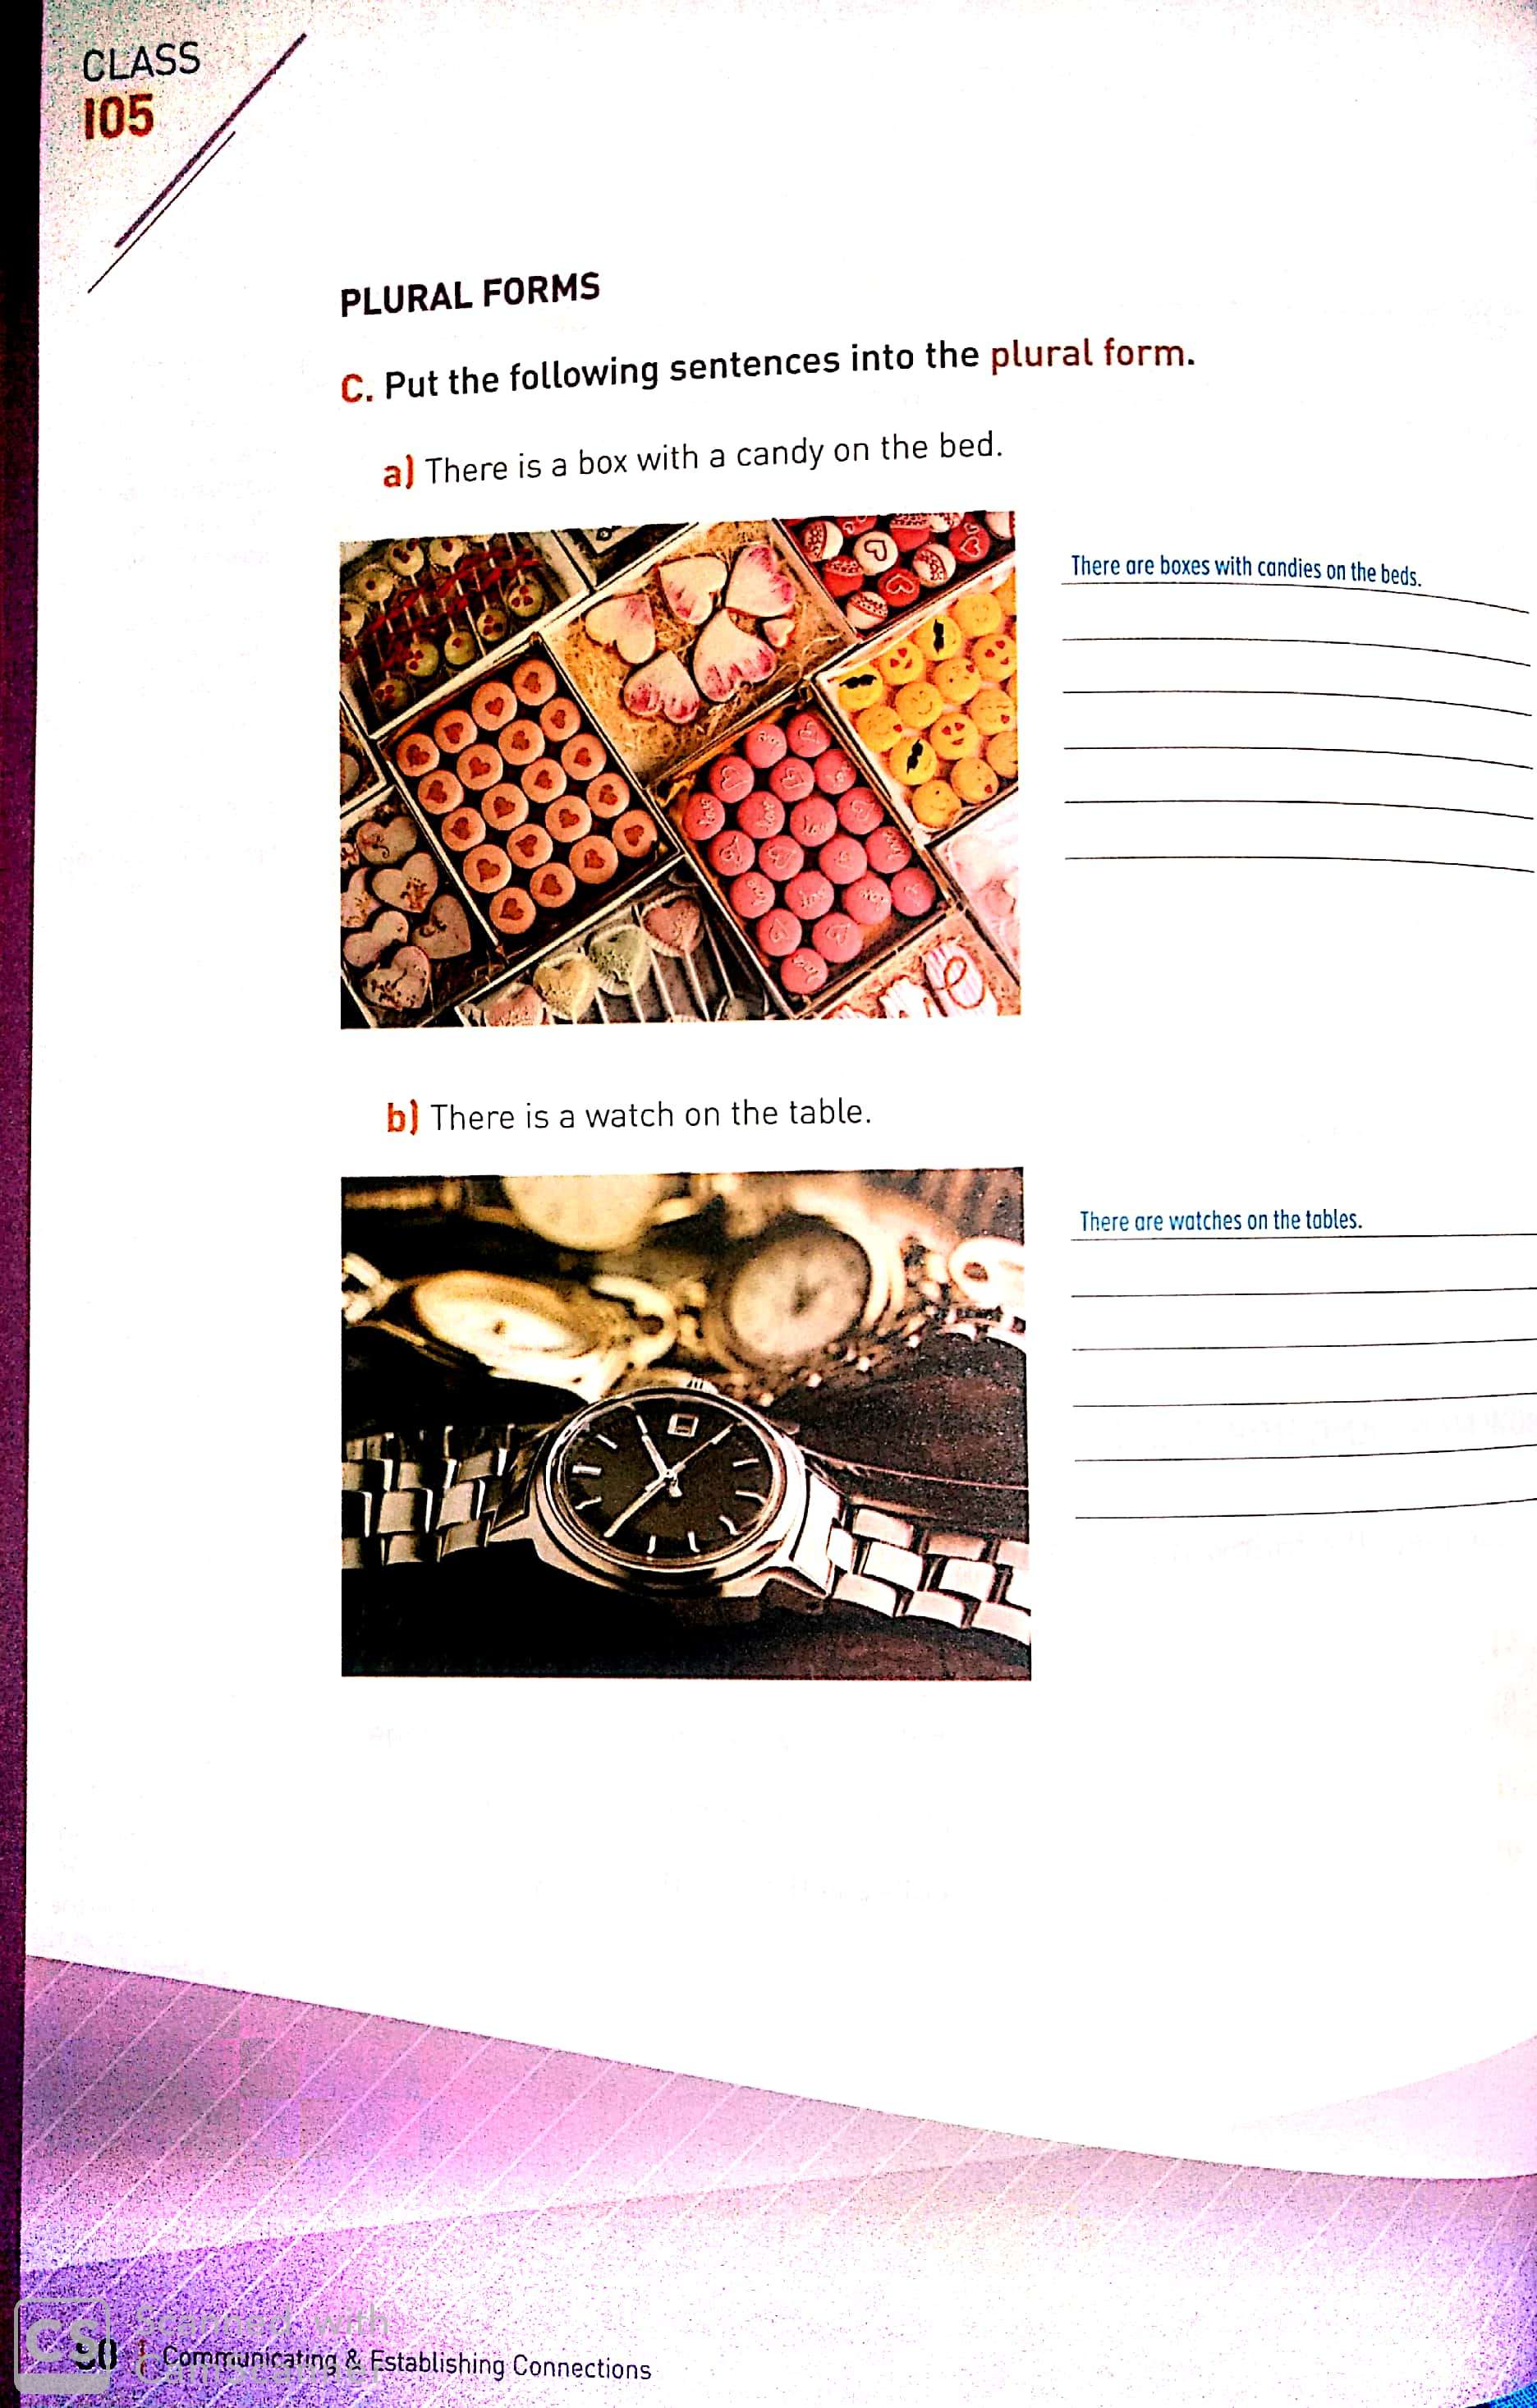 CLASS
105
PLURAL FORMS
C. Put the following sentences into the plural form.
a) There is a box with a candy on the bed.
There are boxes with candies on the beds.
b) There is a watch on the table.
There are watches on the tables.
CS
Scanned with
CamScanner
90 Communicating & Establishing Connections